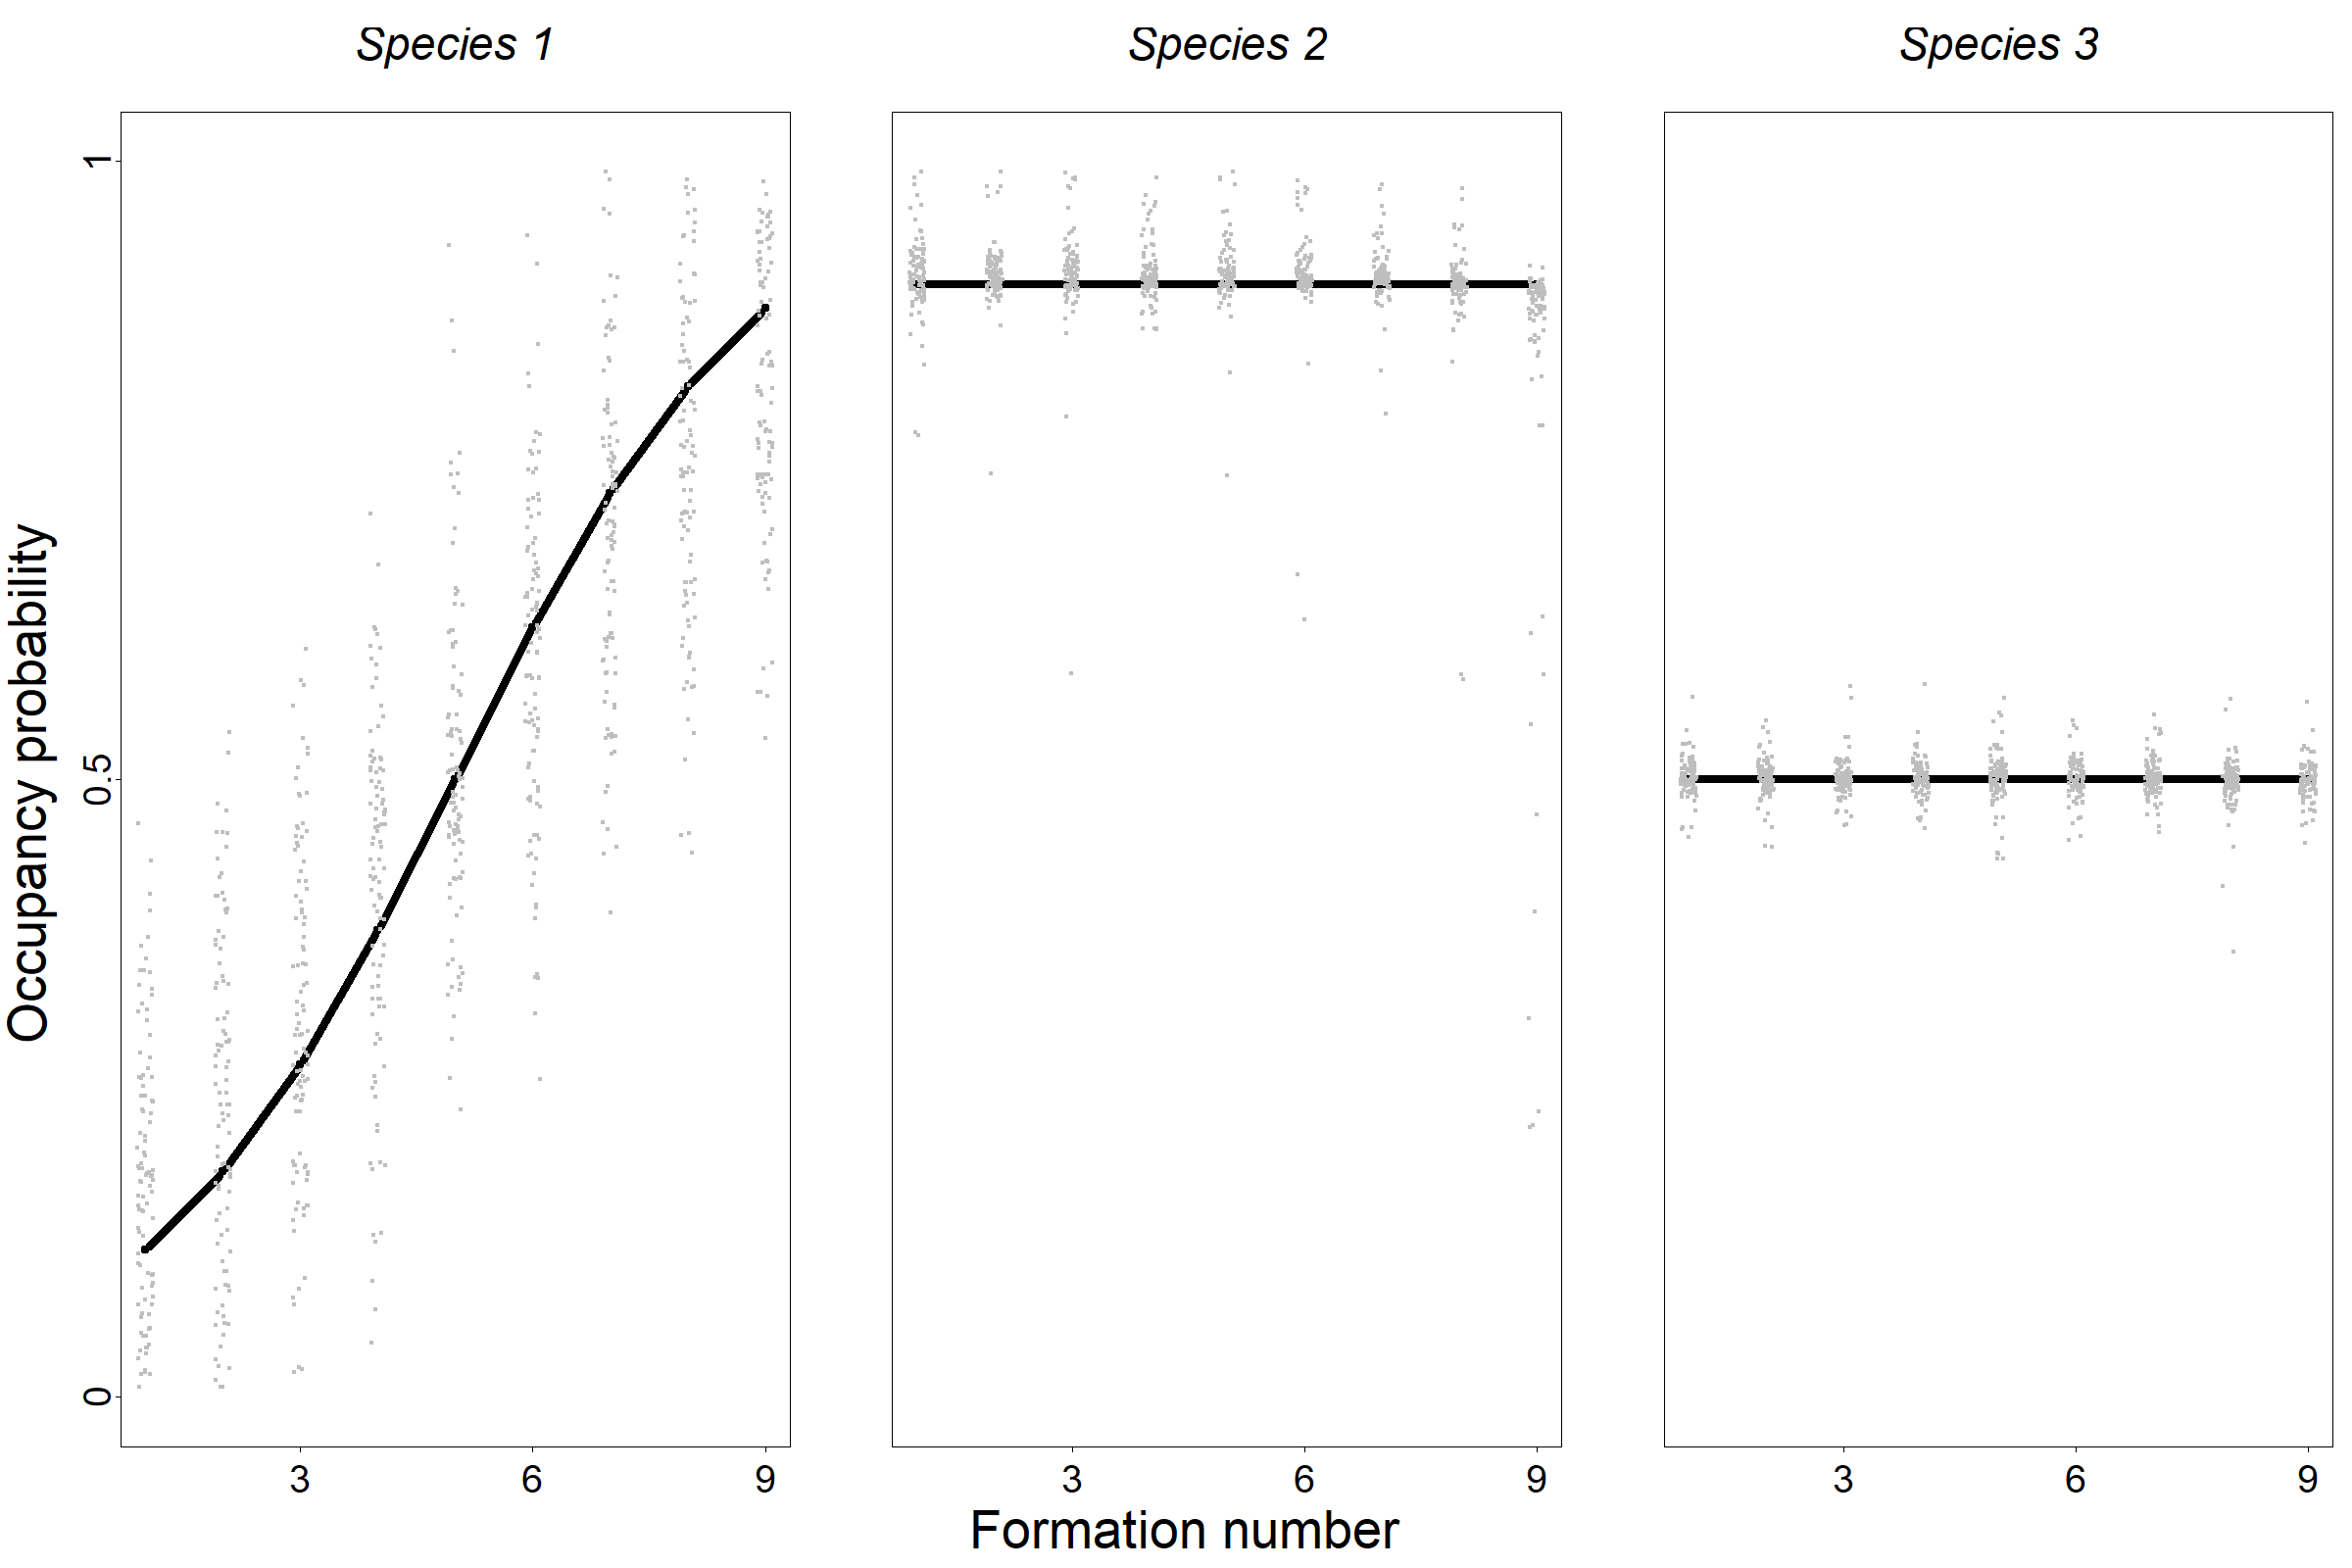 Species 1
Species 2
Species 3
Occupancy probability
1
0.5
0
3 6 9
3 6 9
3 6 9
Formation number